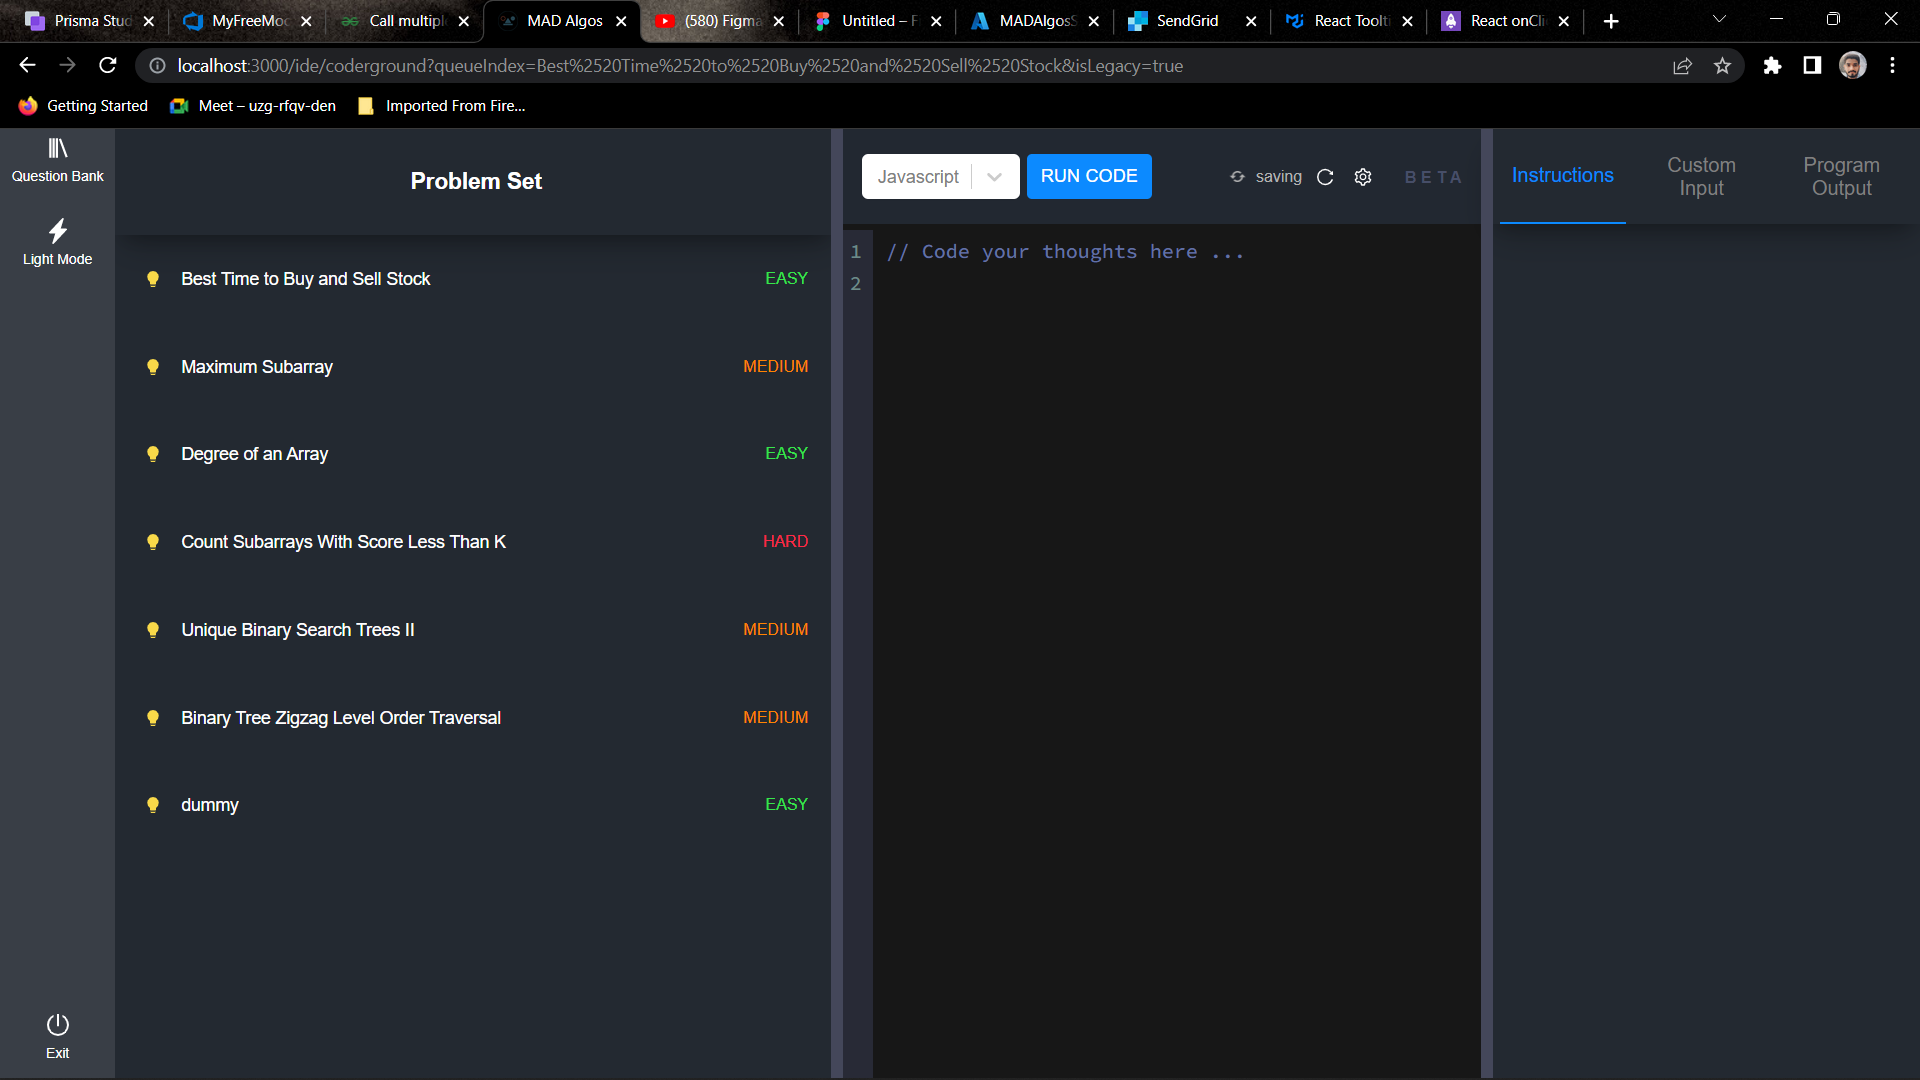 Prisma Stud
MyFreeMoc
Call multipl
MAD Algos
(580) Figma
Untitled – F
MADAlgosS
SendGrid
React Toolti
React onCli
localhost:3000/ide/coderground?queueIndex=Best%2520Time%2520to%2520Buy%2520and%2520Sell%2520Stock&isLegacy=true
Getting Started
Meet – uzg-rfqv-den
Imported From Fire...
Question Bank
Light Mode
Exit
Problem Set
Best Time to Buy and Sell Stock EASY
Maximum Subarray MEDIUM
Degree of an Array EASY
Count Subarrays With Score Less Than K HARD
Unique Binary Search Trees II MEDIUM
Binary Tree Zigzag Level Order Traversal MEDIUM
dummy EASY
Javascript
RUN CODE
saving
BETA
1 // Code your thoughts here ...
2
Instructions
Custom
Input
Program
Output